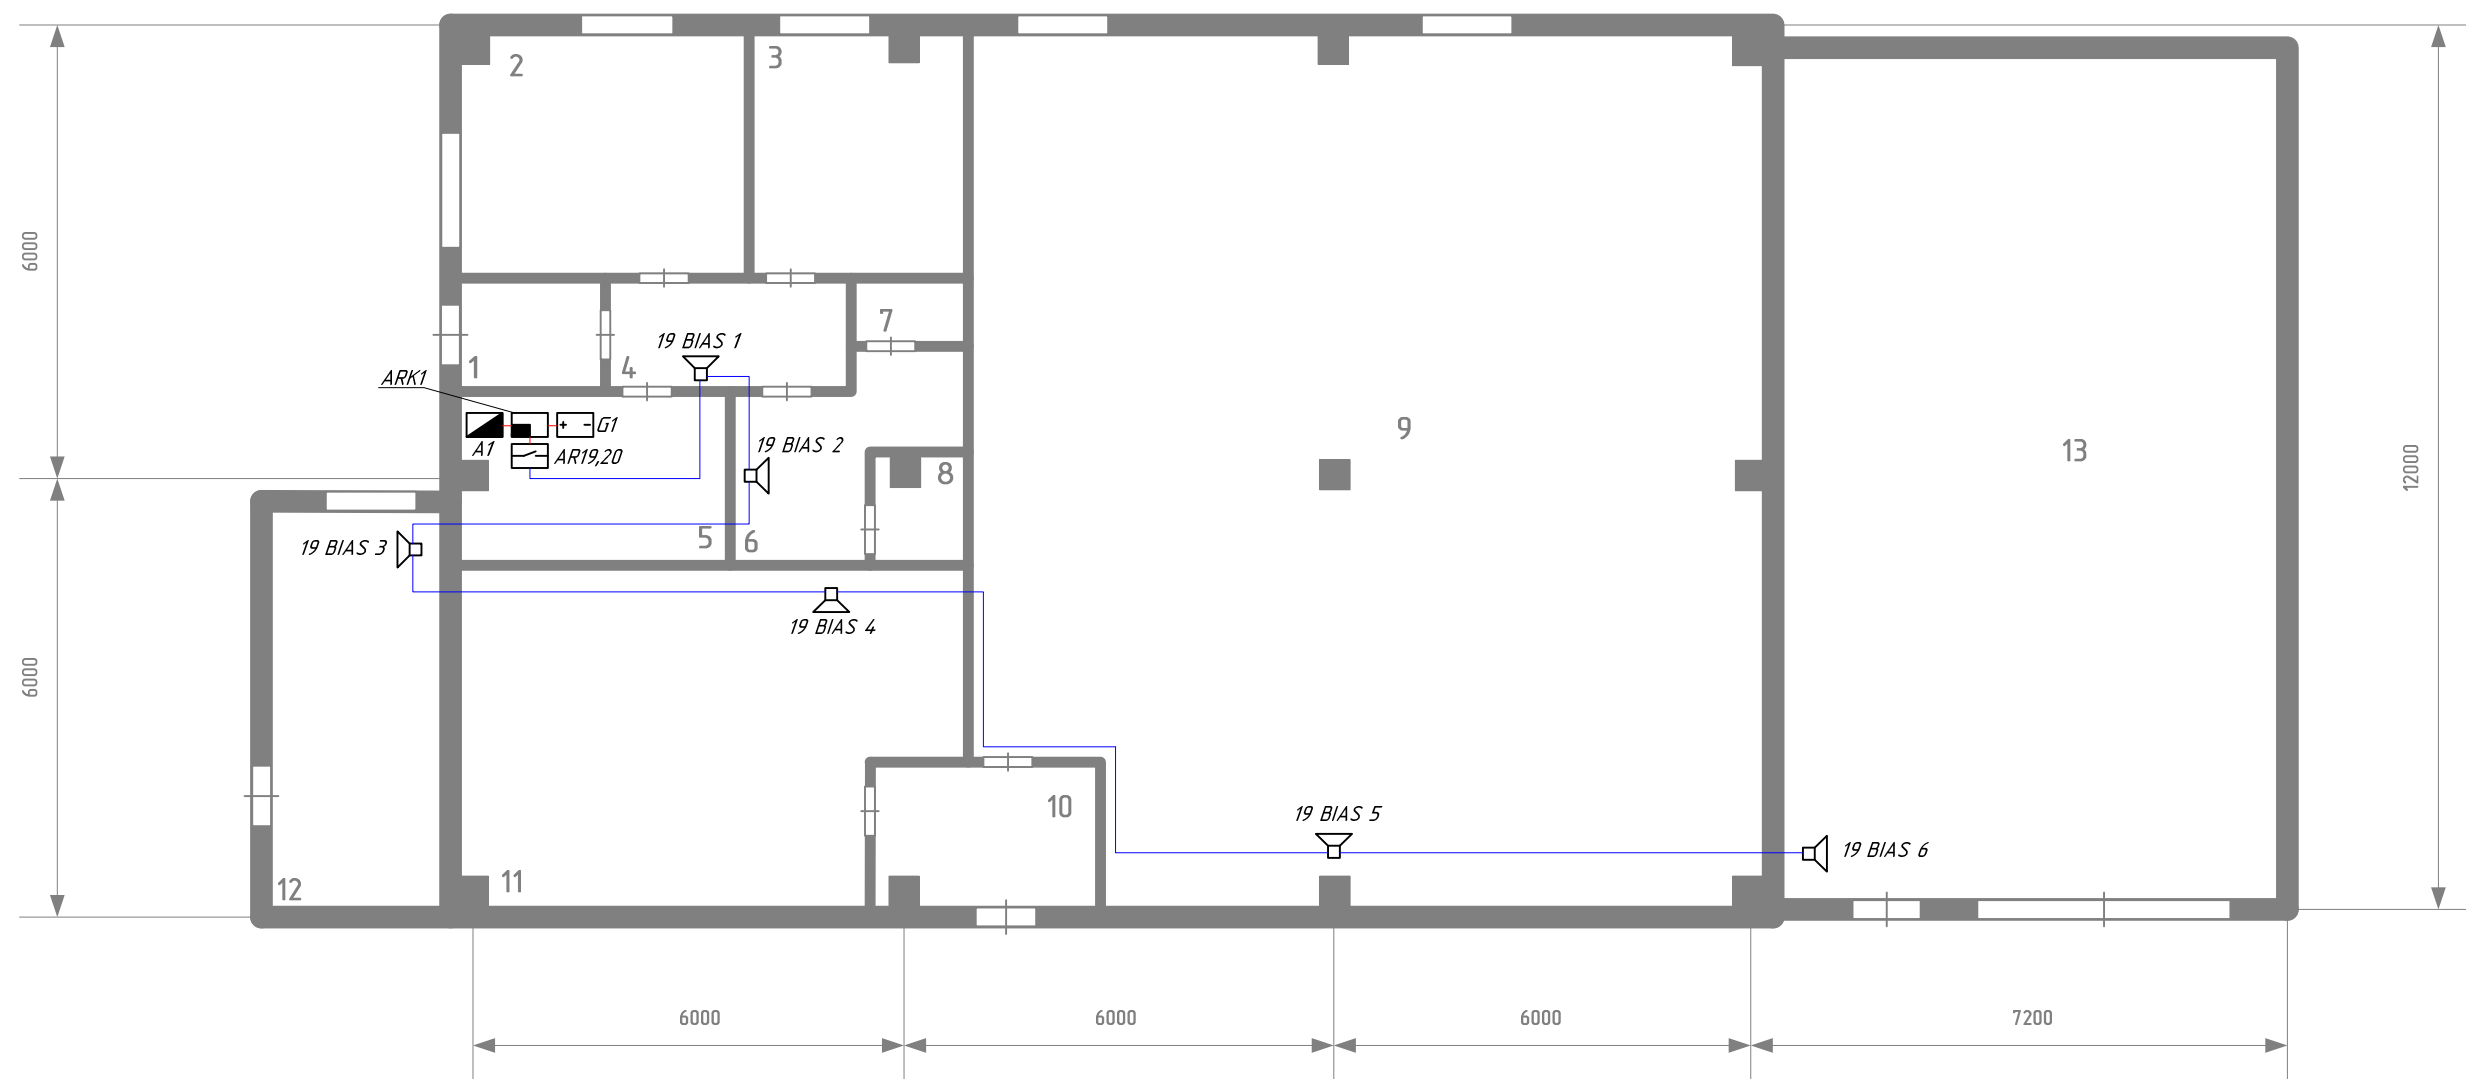 2
3
6000
7
19 BIAS 1
1
4
ARK1
9
G1
A1
AR19,20
19 BIAS 2
8
13
12000
5
6
19 BIAS 3
19 BIAS 4
6000
10
19 BIAS 5
19 BIAS 6
12
11
6000
6000
6000
7200